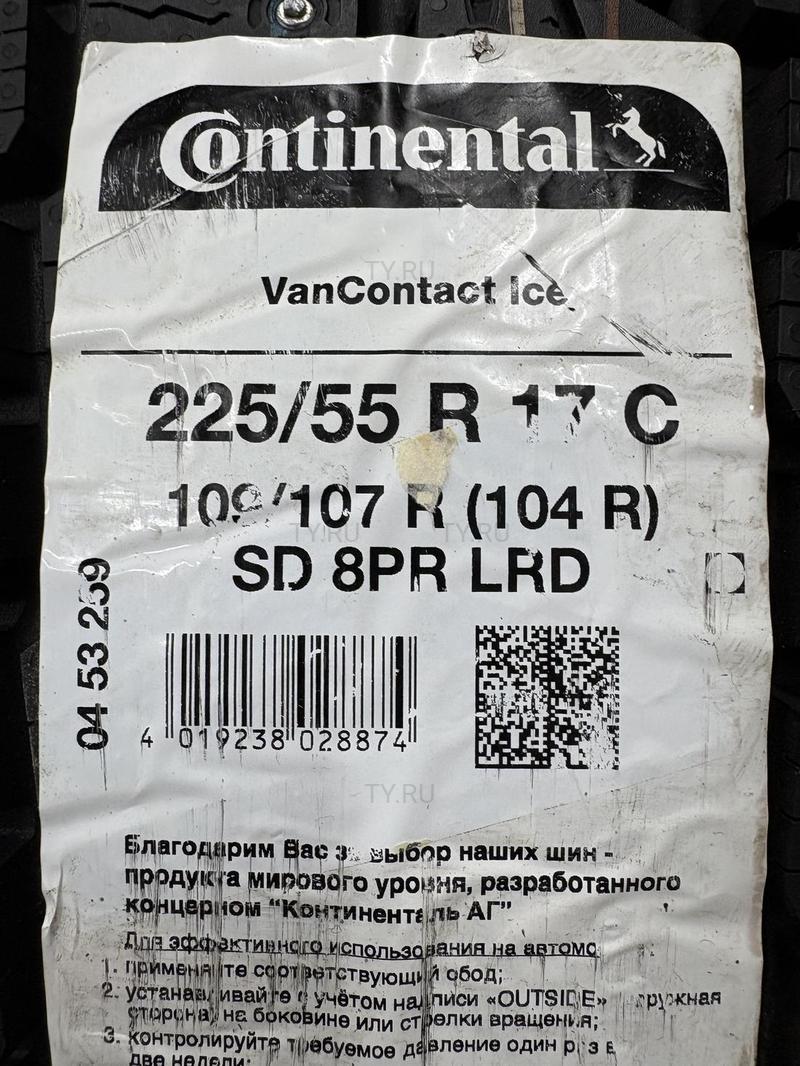 Continental
VanContact Ice
225/55 R 17 C
109/107 R (104 R)
SD 8PR LRD
04 53 259
4 019238 028874
Благодарим Вас за выбор наших шин -
продукта мирового уровня, разработанного
концерном “Континенталь АГ”
Для эффективного использования на
1. применяйте соответствующий обод;
2. устанавливайте с учётом надписи «OUTSIDE» наружная
сторона) на боковине или стрелки вращения;
3. контролируйте требуемое давление один раз в
две недели;
TY.RU
TY.RU
TY.RU
TY.RU